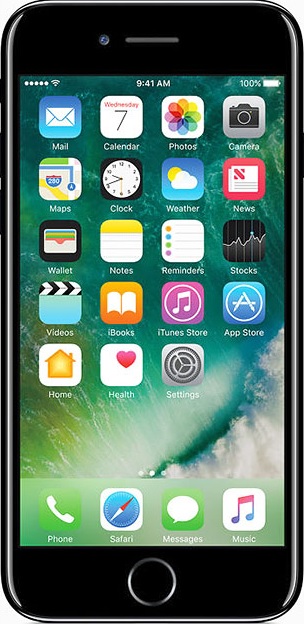 9:41 AM 100%
Wednesday
7
280
Mail Calendar Photos Camera
Maps Clock Weather News
Wallet Notes Reminders Stocks
Videos iBooks iTunes Store App Store
Home Health Settings
Phone Safari Messages Music